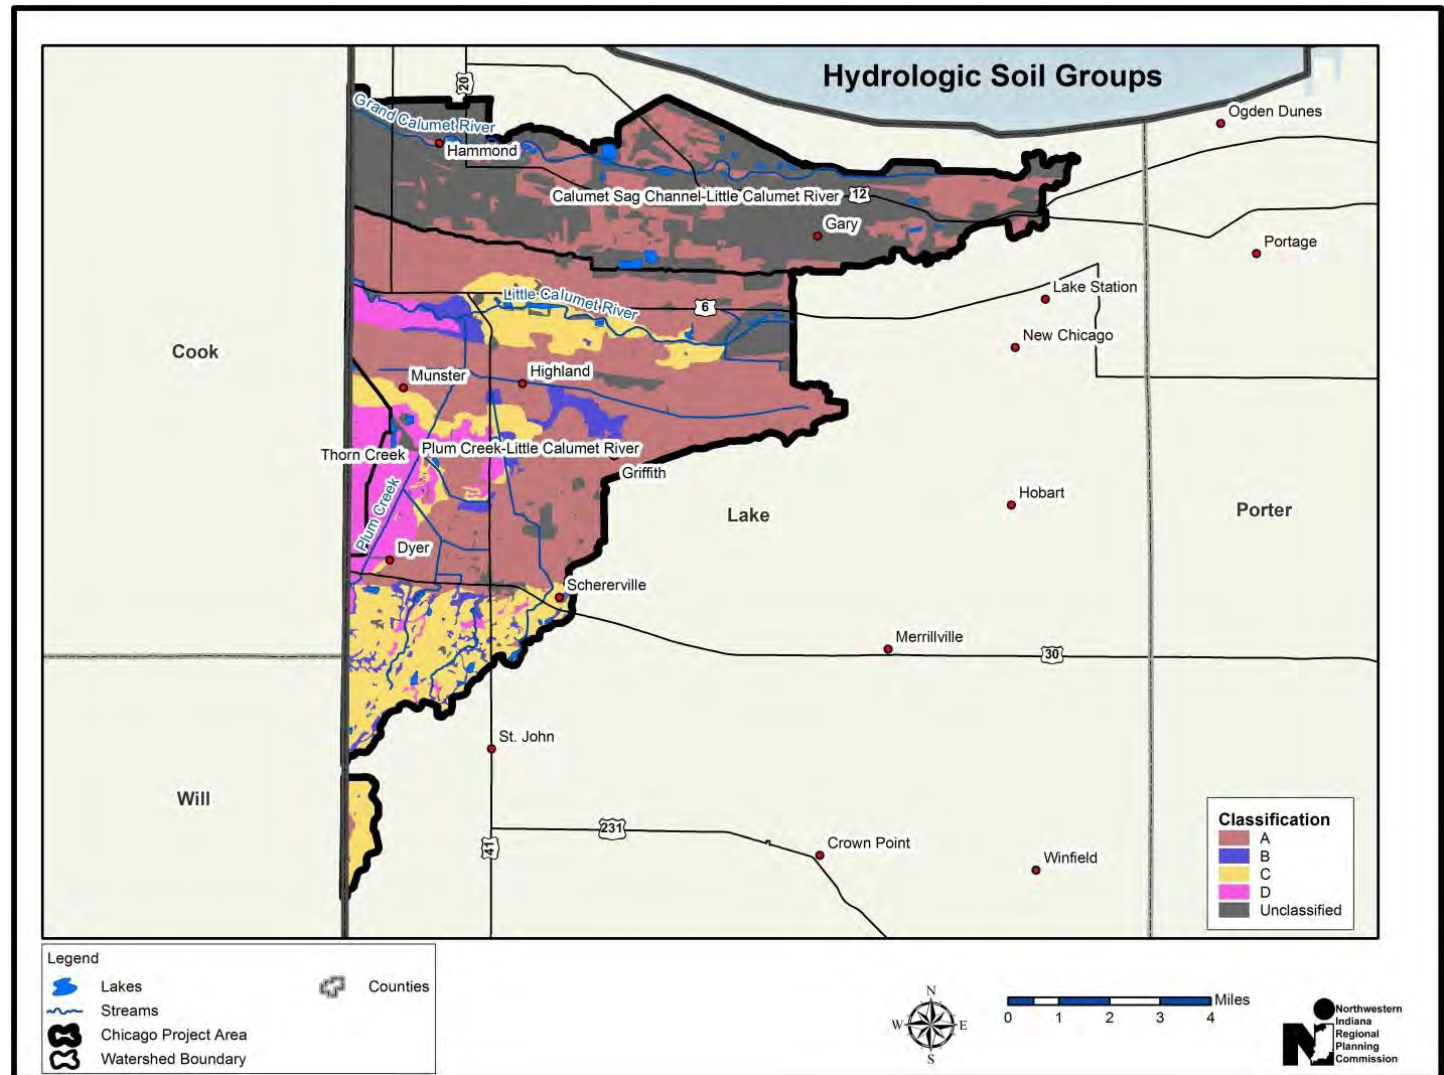 Hydrologic Soil Groups
20
Ogden Dunes
Grand Calumet River
Hammond
Calumet Sag Channel-Little Calumet River
12
Gary
Portage
Lake Station
Little Calumet River
6
New Chicago
Cook
Munster
Highland
Thorn Creek
Plum Creek-Little Calumet River
Griffith
Plum Creek
Hobart
Lake
Porter
Dyer
Schererville
Merrillville
30
St. John
Will
231
41
Crown Point
Winfield
Classification
A
B
C
D
Unclassified
Legend
Lakes
Counties
Streams
Chicago Project Area
Watershed Boundary
N
W
E
S
Miles
0 1 2 3 4
Northwestern
Indiana
Regional
Planning
Commission